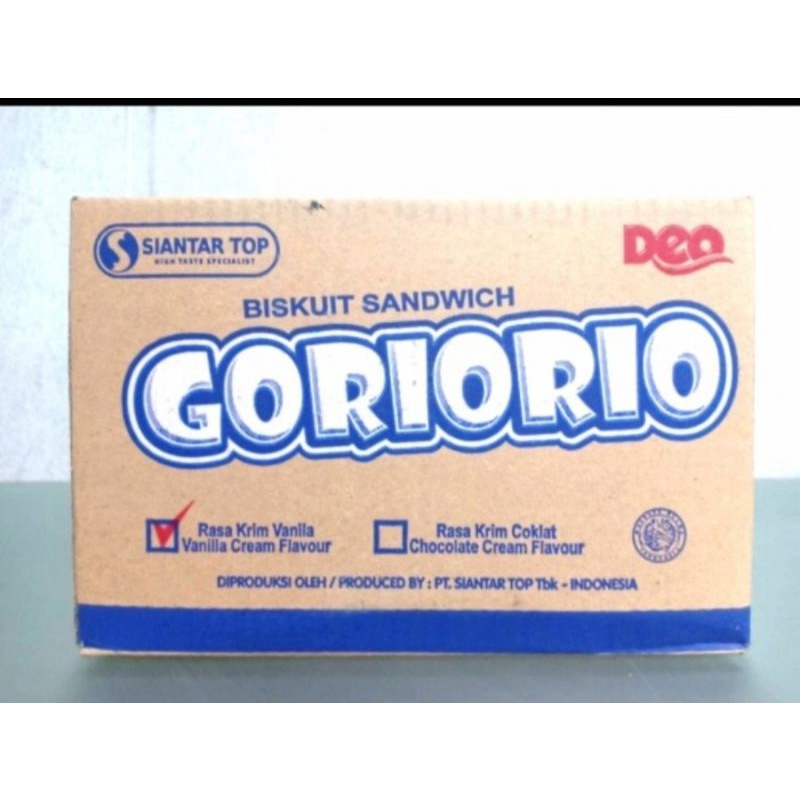 SIANTAR TOP
HIGH TASTE SPECIALIST
Deo
BISKUIT SANDWICH
GORIORIO
Rasa Krim Vanila
Vanilla Cream Flavour
Rasa Krim Coklat
Chocolate Cream Flavour
DIPRODUKSI OLEH / PRODUCED BY : PT. SIANTAR TOP Tbk - INDONESIA